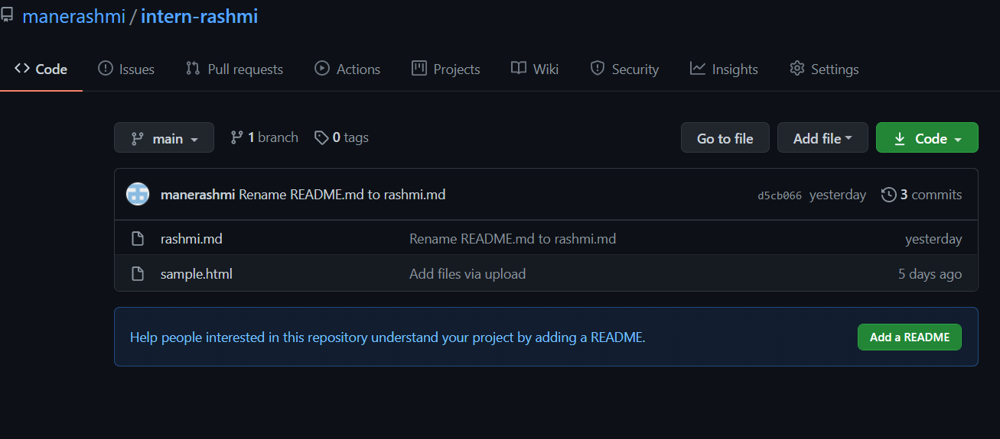 manerashmi / intern-rashmi
Code Issues Pull requests Actions Projects Wiki Security Insights Settings
main 1 branch 0 tags Go to file Add file Code
manerashmi Rename README.md to rashmi.md d5cb066 yesterday 3 commits
rashmi.md Rename README.md to rashmi.md yesterday
sample.html Add files via upload 5 days ago
Help people interested in this repository understand your project by adding a README. Add a README